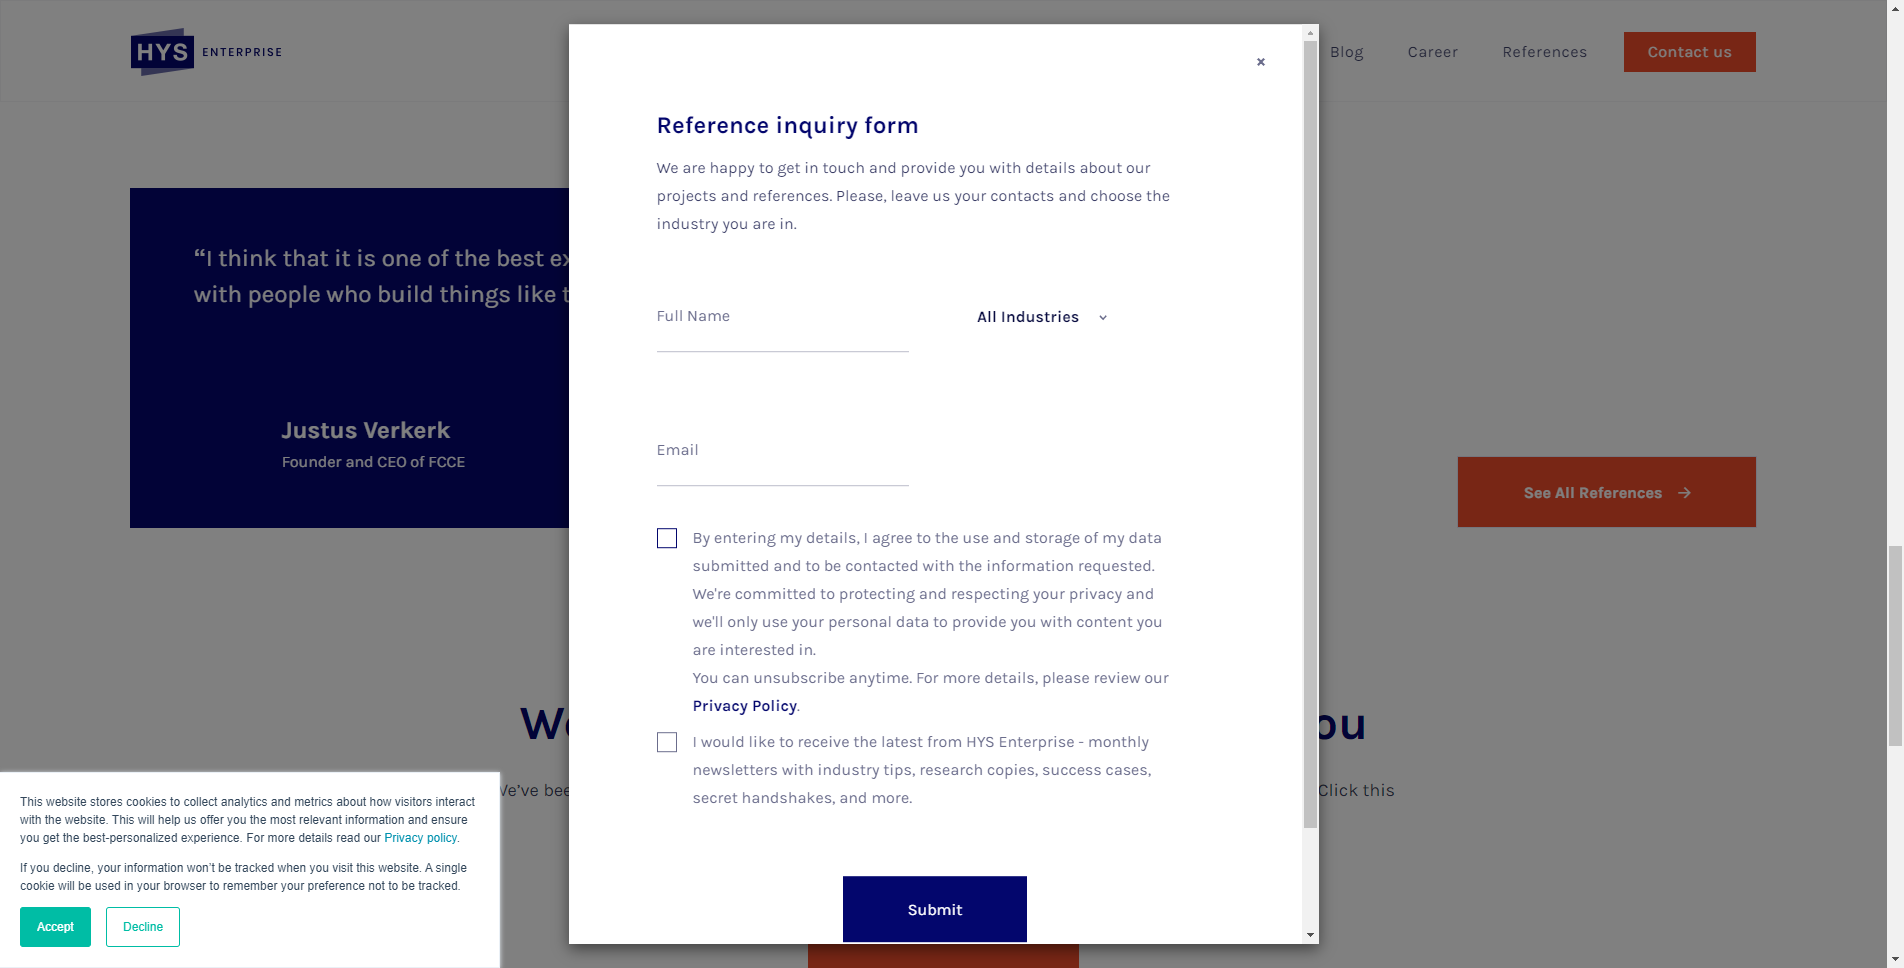 HYS ENTERPRISE
Blog
Career
References
Contact us
×
Reference inquiry form
We are happy to get in touch and provide you with details about our
projects and references. Please, leave us your contacts and choose the
industry you are in.
“I think that it is one of the best ex
with people who build things like t
Justus Verkerk
Founder and CEO of FCCE
Full Name
All Industries
Email
See All References →
By entering my details, I agree to the use and storage of my data
submitted and to be contacted with the information requested.
We're committed to protecting and respecting your privacy and
we'll only use your personal data to provide you with content you
are interested in.
You can unsubscribe anytime. For more details, please review our
Privacy Policy.
I would like to receive the latest from HYS Enterprise - monthly
newsletters with industry tips, research copies, success cases,
secret handshakes, and more.
Submit
ou
Click this
This website stores cookies to collect analytics and metrics about how visitors interact
with the website. This will help us offer you the most relevant information and ensure
you get the best-personalized experience. For more details read our Privacy policy.
If you decline, your information won't be tracked when you visit this website. A single
cookie will be used in your browser to remember your preference not to be tracked.
Accept
Decline